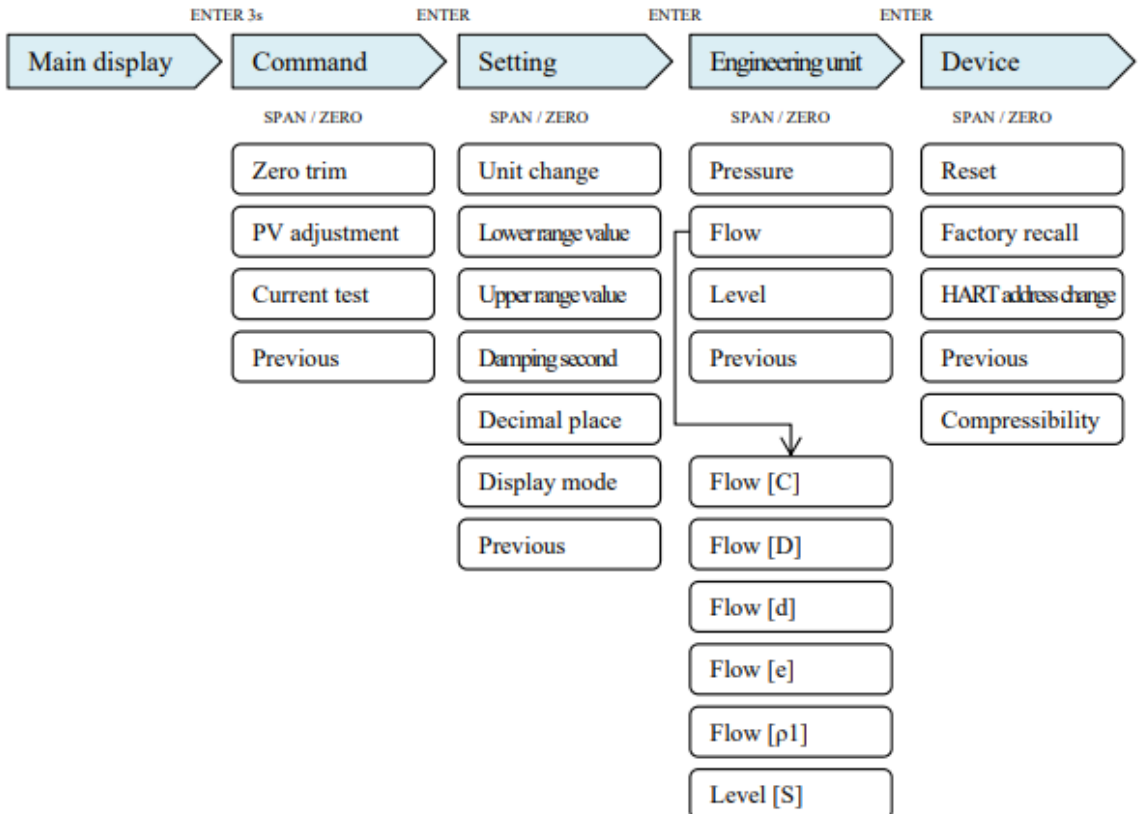 ENTER 3s
ENTER
ENTER
ENTER
Main display
Command
Setting
Engineering unit
Device
SPAN / ZERO
SPAN / ZERO
SPAN / ZERO
SPAN / ZERO
Zero trim
Unit change
Pressure
Reset
PV adjustment
Lower range value
Flow
Factory recall
Current test
Upper range value
Level
HART address change
Previous
Damping second
Previous
Previous
Decimal place
Compressibility
Display mode
Flow [C]
Previous
Flow [D]
Flow [d]
Flow [e]
Flow [ρ1]
Level [S]